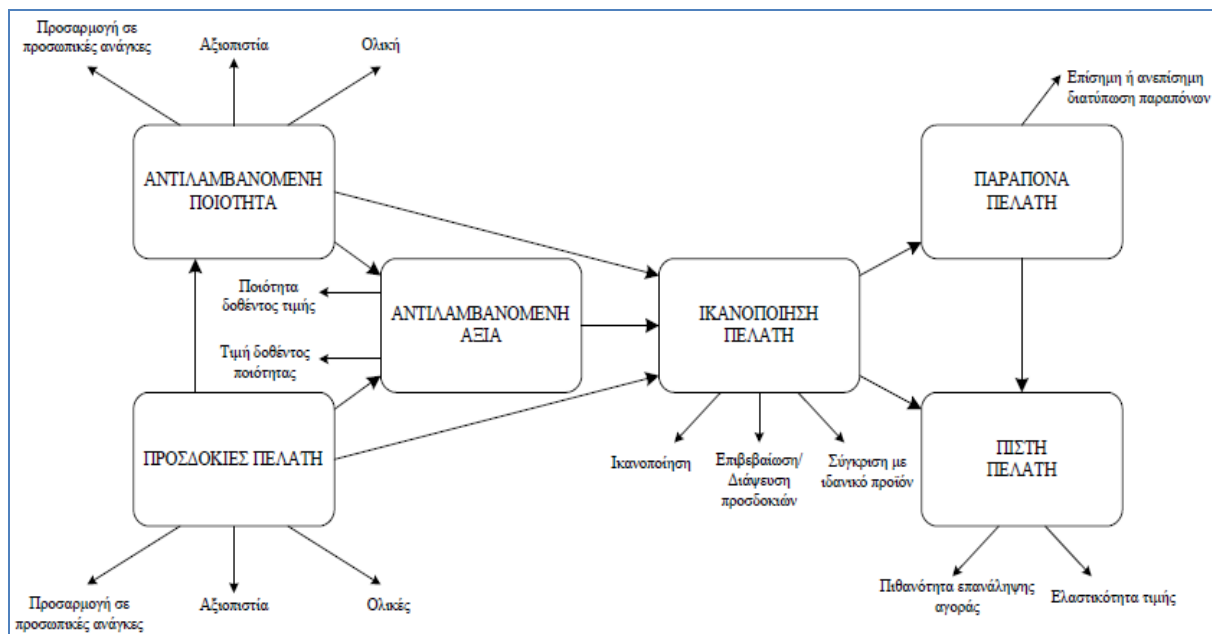 Προσαρμογή σε
προσωπικές ανάγκες
Αξιοπιστία
Ολική
Επίσημη ή ανεπίσημη
διατύπωση παραπόνων
ΑΝΤΙΛΑΜΒΑΝΟΜΕΝΗ
ΠΟΙΟΤΗΤΑ
ΠΑΡΑΠΟΝΑ
ΠΕΛΑΤΗ
Ποιότητα
δοθέντος τιμής
ΑΝΤΙΛΑΜΒΑΝΟΜΕΝΗ
ΑΞΙΑ
ΙΚΑΝΟΠΟΙΗΣΗ
ΠΕΛΑΤΗ
Τιμή δοθέντος
ποιότητας
ΠΡΟΣΔΟΚΙΕΣ ΠΕΛΑΤΗ
ΠΙΣΤΗ
ΠΕΛΑΤΗ
Ικανοποίηση
Επιβεβαίωση/
Διάψευση
προσδοκιών
Σύγκριση με
ιδανικό προϊόν
Προσαρμογή σε
προσωπικές ανάγκες
Αξιοπιστία
Ολικές
Πιθανότητα επανάληψης
αγοράς
Ελαστικότητα τιμής